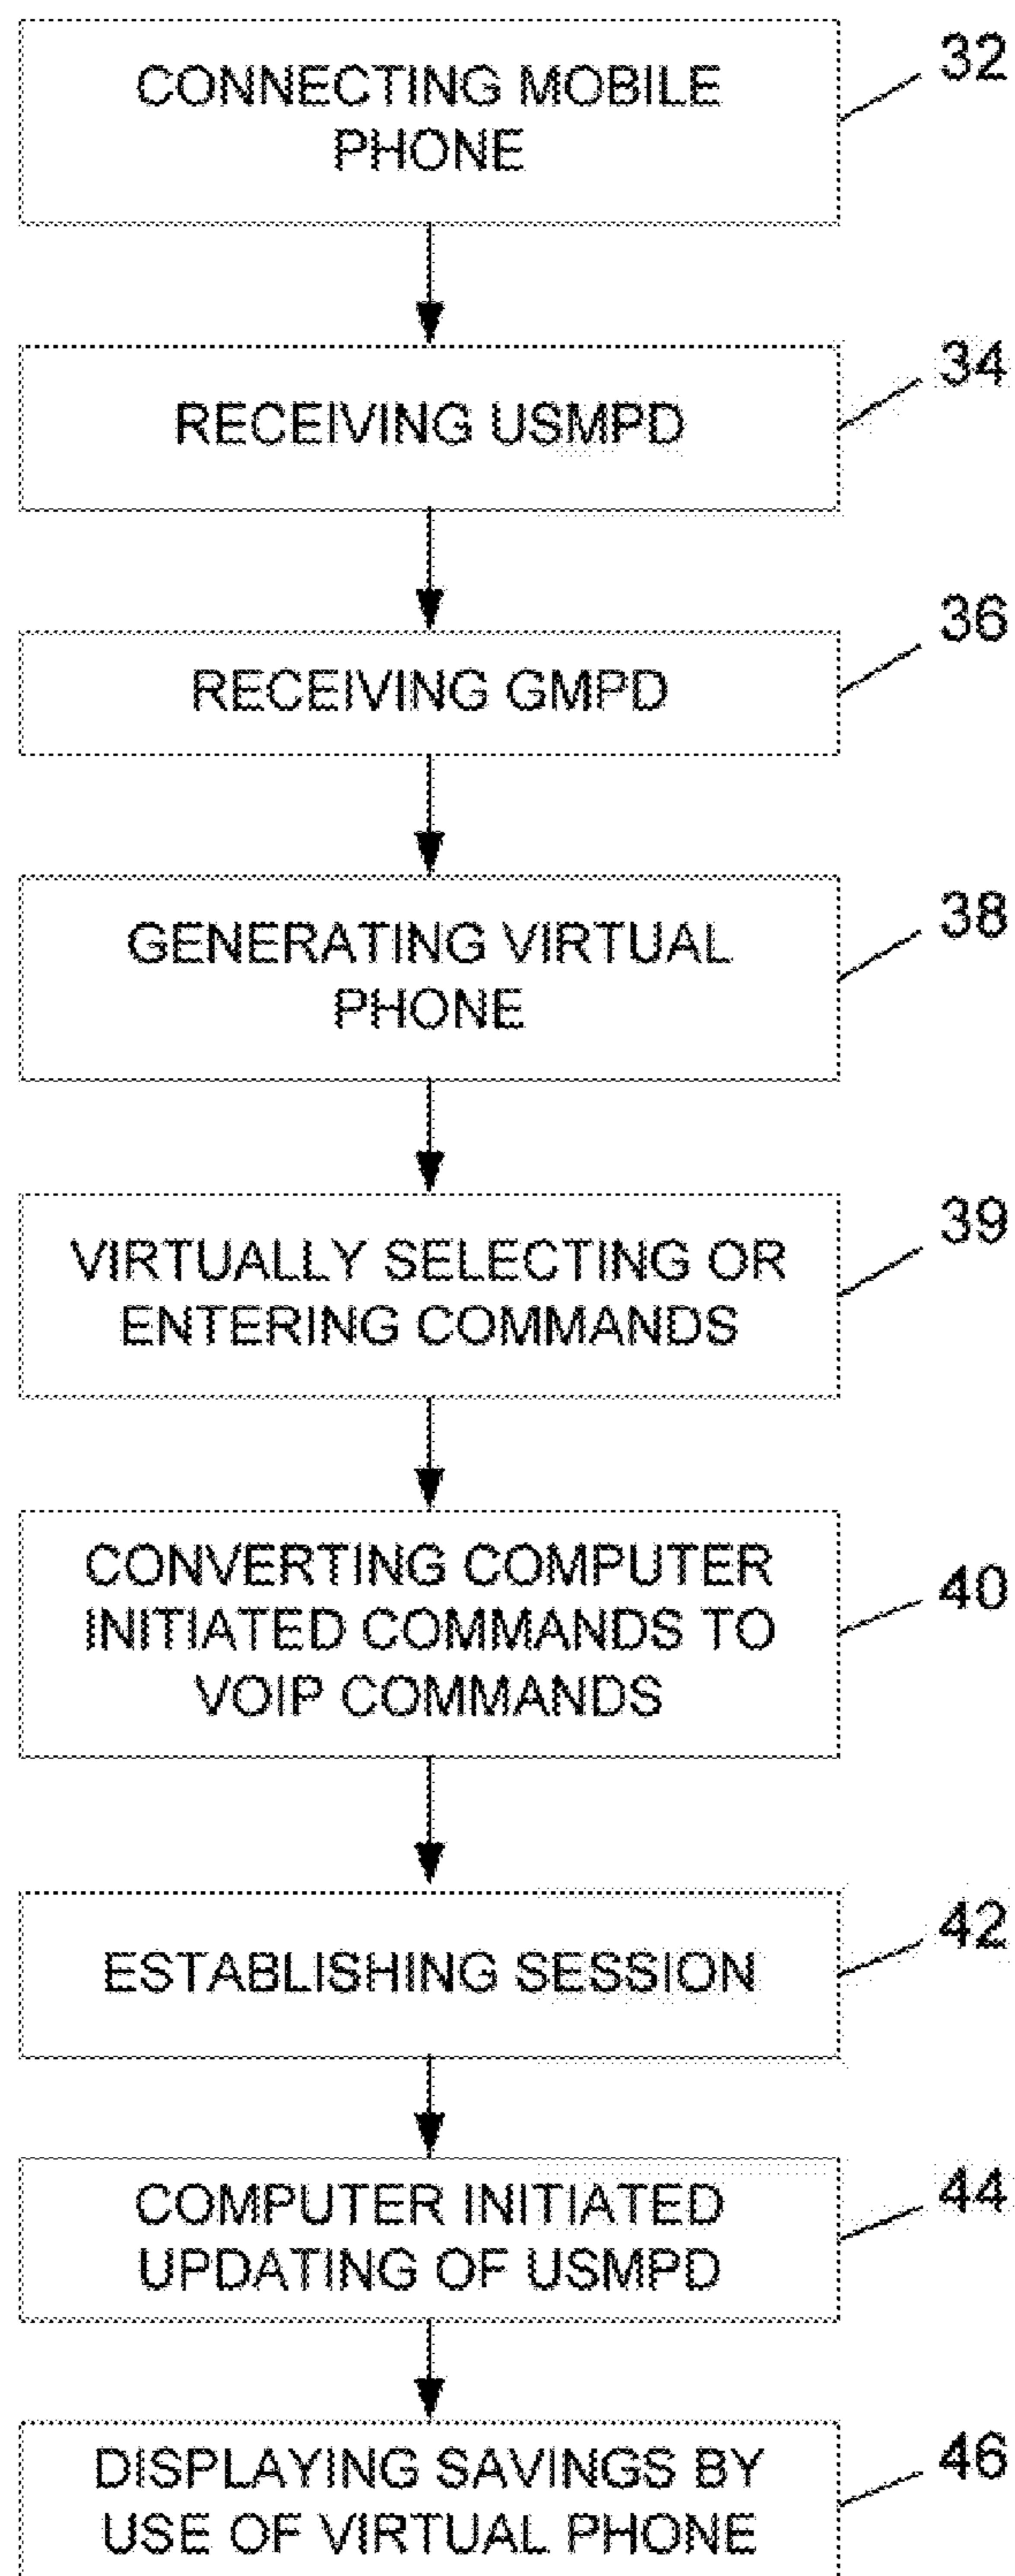 CONNECTING MOBILE
PHONE
32
RECEIVING USMPD
34
RECEIVING GMPD
36
GENERATING VIRTUAL
PHONE
38
VIRTUALLY SELECTING OR
ENTERING COMMANDS
39
CONVERTING COMPUTER
INITIATED COMMANDS TO
VOIP COMMANDS
40
ESTABLISHING SESSION
42
COMPUTER INITIATED
UPDATING OF USMPD
44
DISPLAYING SAVINGS BY
USE OF VIRTUAL PHONE
46